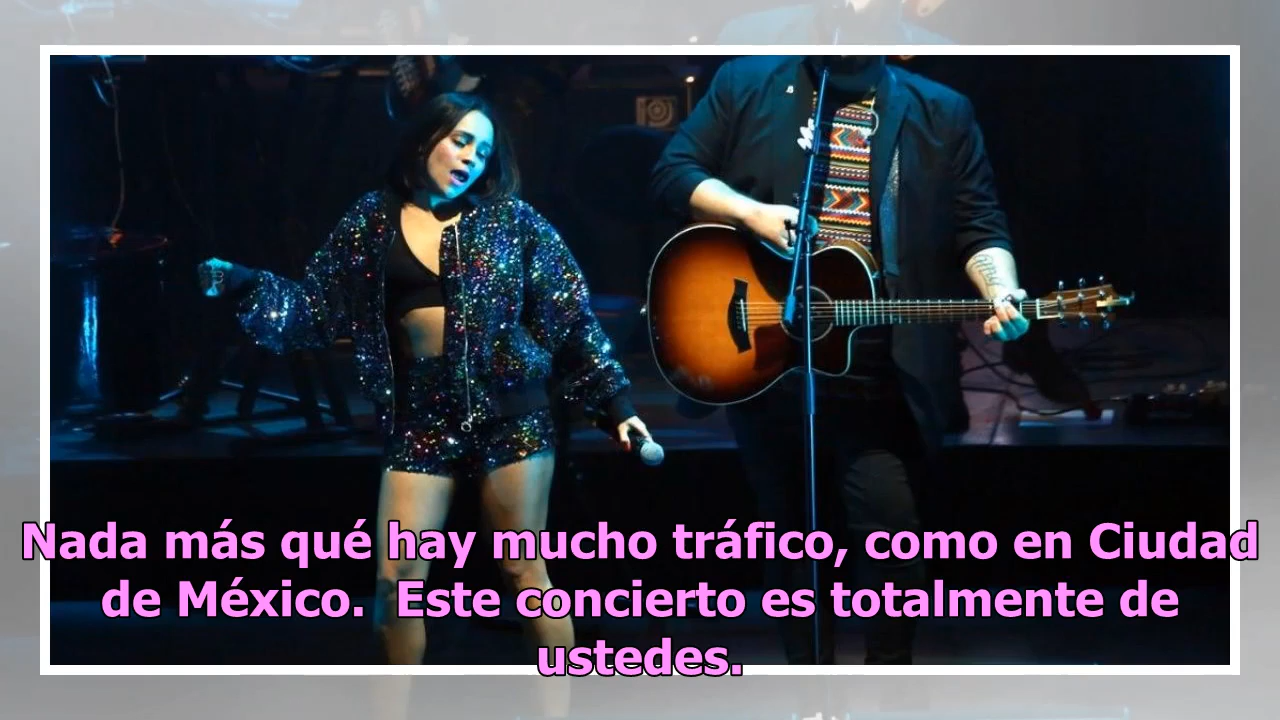 Nada más qué hay mucho tráfico, como en Ciudad
de México.  Este concierto es totalmente de
ustedes.